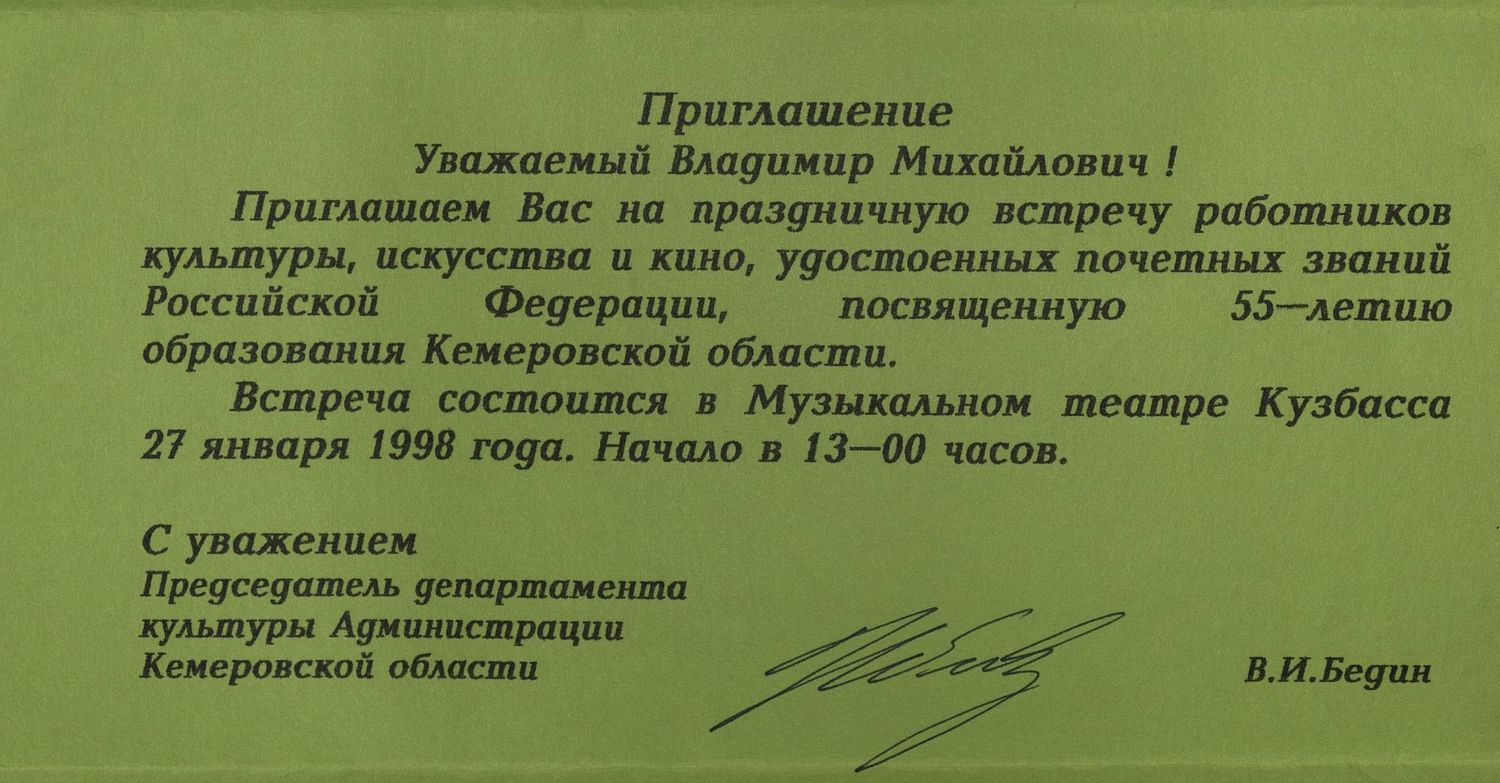 Приглашение
Уважаемый Владимир Михайлович !
Приглашаем Вас на праздничную встречу работников
культуры, искусства и кино, удостоенных почетных званий
Российской Федерации, посвященную 55—летию
образования Кемеровской области.
Встреча состоится в Музыкальном театре Кузбасса
27 января 1998 года. Начало в 13—00 часов.
С уважением
Председатель департамента
культуры Администрации
Кемеровской области
В.И.Бедин